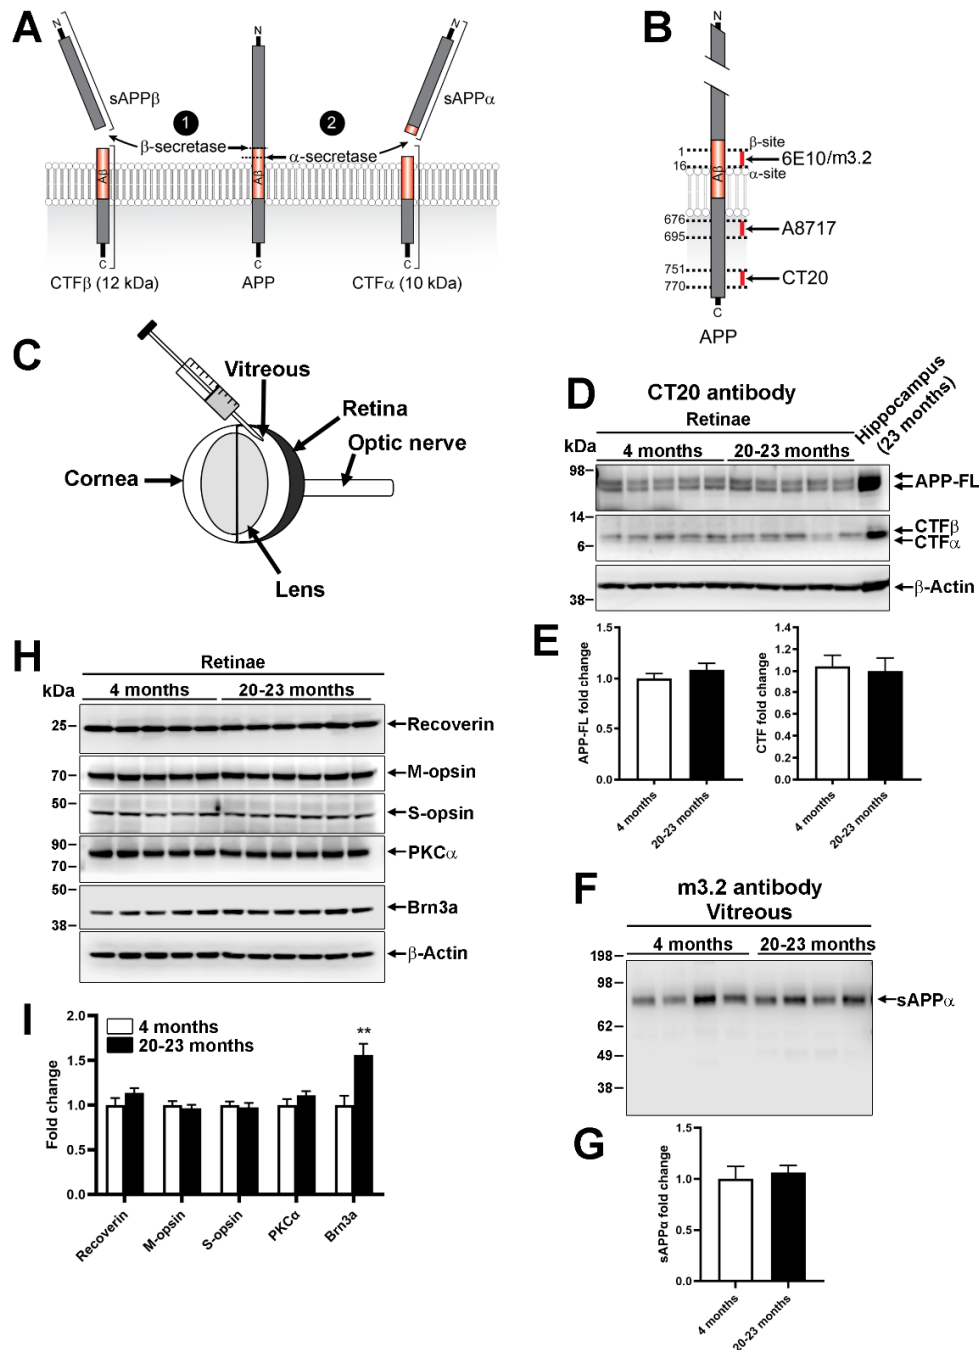 A
N
sAPPβ
1
β-secretase
Aβ
C
CTFβ (12 kDa)
N
Aβ
C
APP
2
α-secretase
N
sAPPα
C
CTFα (10 kDa)
B
N
β-site
1
16
6E10/m3.2
α-site
Aβ
676
695
A8717
751
770
CT20
C
APP
C
Vitreous
Retina
Optic nerve
Cornea
Lens
D
CT20 antibody
Retinae
Hippocampus
(23 months)
kDa
4 months
20-23 months
98
APP-FL
14
CTFβ
6
CTFα
β-Actin
38
E
APP-FL fold change
1.5
1.0
0.5
0.0
4 months
20-23 months
CTF fold change
1.4
1.2
1.0
0.8
0.6
0.4
0.2
0.0
4 months
20-23 months
H
Retinae
kDa
4 months
20-23 months
25
Recoverin
70
M-opsin
50
S-opsin
90
PKCα
70
50
Brn3a
38
β-Actin
F
m3.2 antibody
Vitreous
4 months
20-23 months
198
98
sAPPα
62
49
38
I
4 months
20-23 months
**
Fold change
2.0
1.5
1.0
0.5
0.0
Recoverin
M-opsin
S-opsin
PKCα
Brn3a
G
sAPPα fold change
1.5
1.0
0.5
0.0
4 months
20-23 months